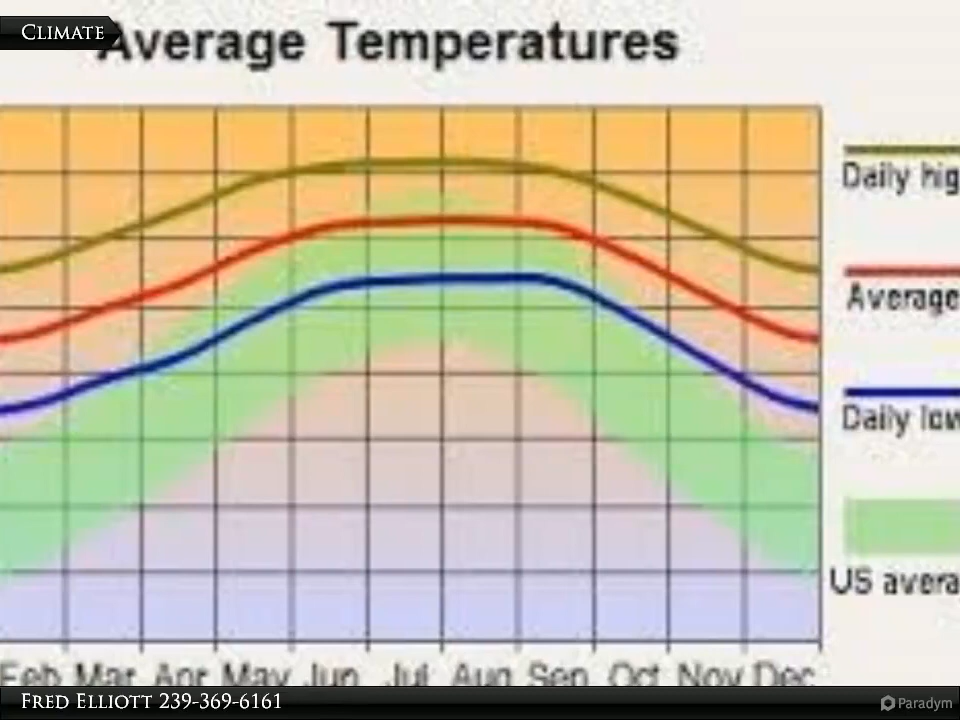 CLIMATE
Average Temperatures
Daily hig
Average
Daily low
US avera
Feb Mar Apr May Jun Jul Aug Sep Oct Nov Dec
FRED ELLIOTT 239-369-6161
Paradym